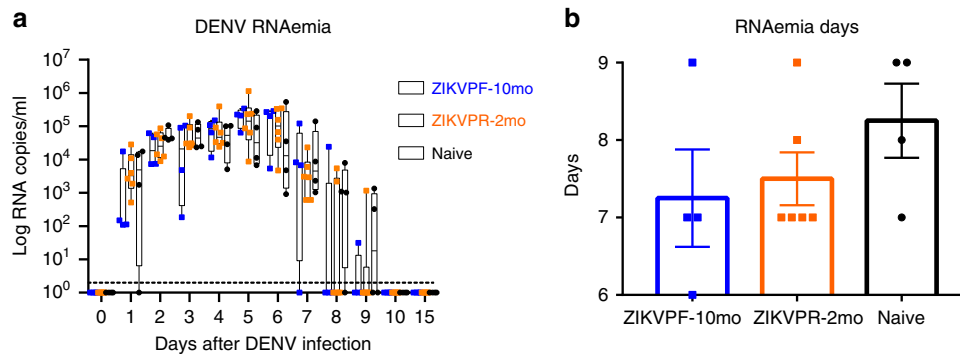 a
DENV RNAemia
Log RNA copies/ml
10⁷
10⁶
10⁵
10⁴
10³
10²
10¹
10⁰
0 1 2 3 4 5 6 7 8 9 10 15
Days after DENV infection
ZIKVPF-10mo
ZIKVPR-2mo
Naive
b
RNAemia days
Days
9
8
7
6
ZIKVPF-10mo ZIKVPR-2mo Naive